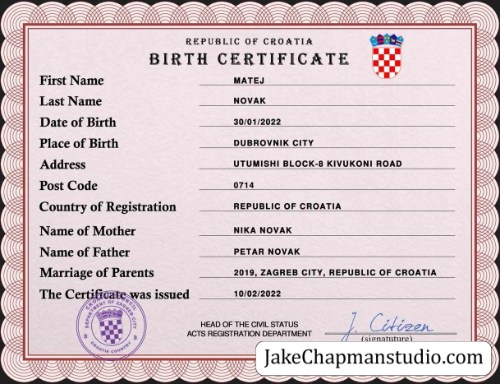 REPUBLIC OF CROATIA
BIRTH CERTIFICATE
First Name MATEJ
Last Name NOVAK
Date of Birth 30/01/2022
Place of Birth DUBROVNIK CITY
Address UTUMISHI BLOCK-8 KIVUKONI ROAD
Post Code 0714
Country of Registration REPUBLIC OF CROATIA
Name of Mother NIKA NOVAK
Name of Father PETAR NOVAK
Marriage of Parents 2019, ZAGREB CITY, REPUBLIC OF CROATIA
The Certificate was issued 10/02/2022
HEAD OF THE CIVIL STATUS
ACTS REGISTRATION DEPARTMENT
J. Citizen
(signatuture)
JakeChapmanstudio.com